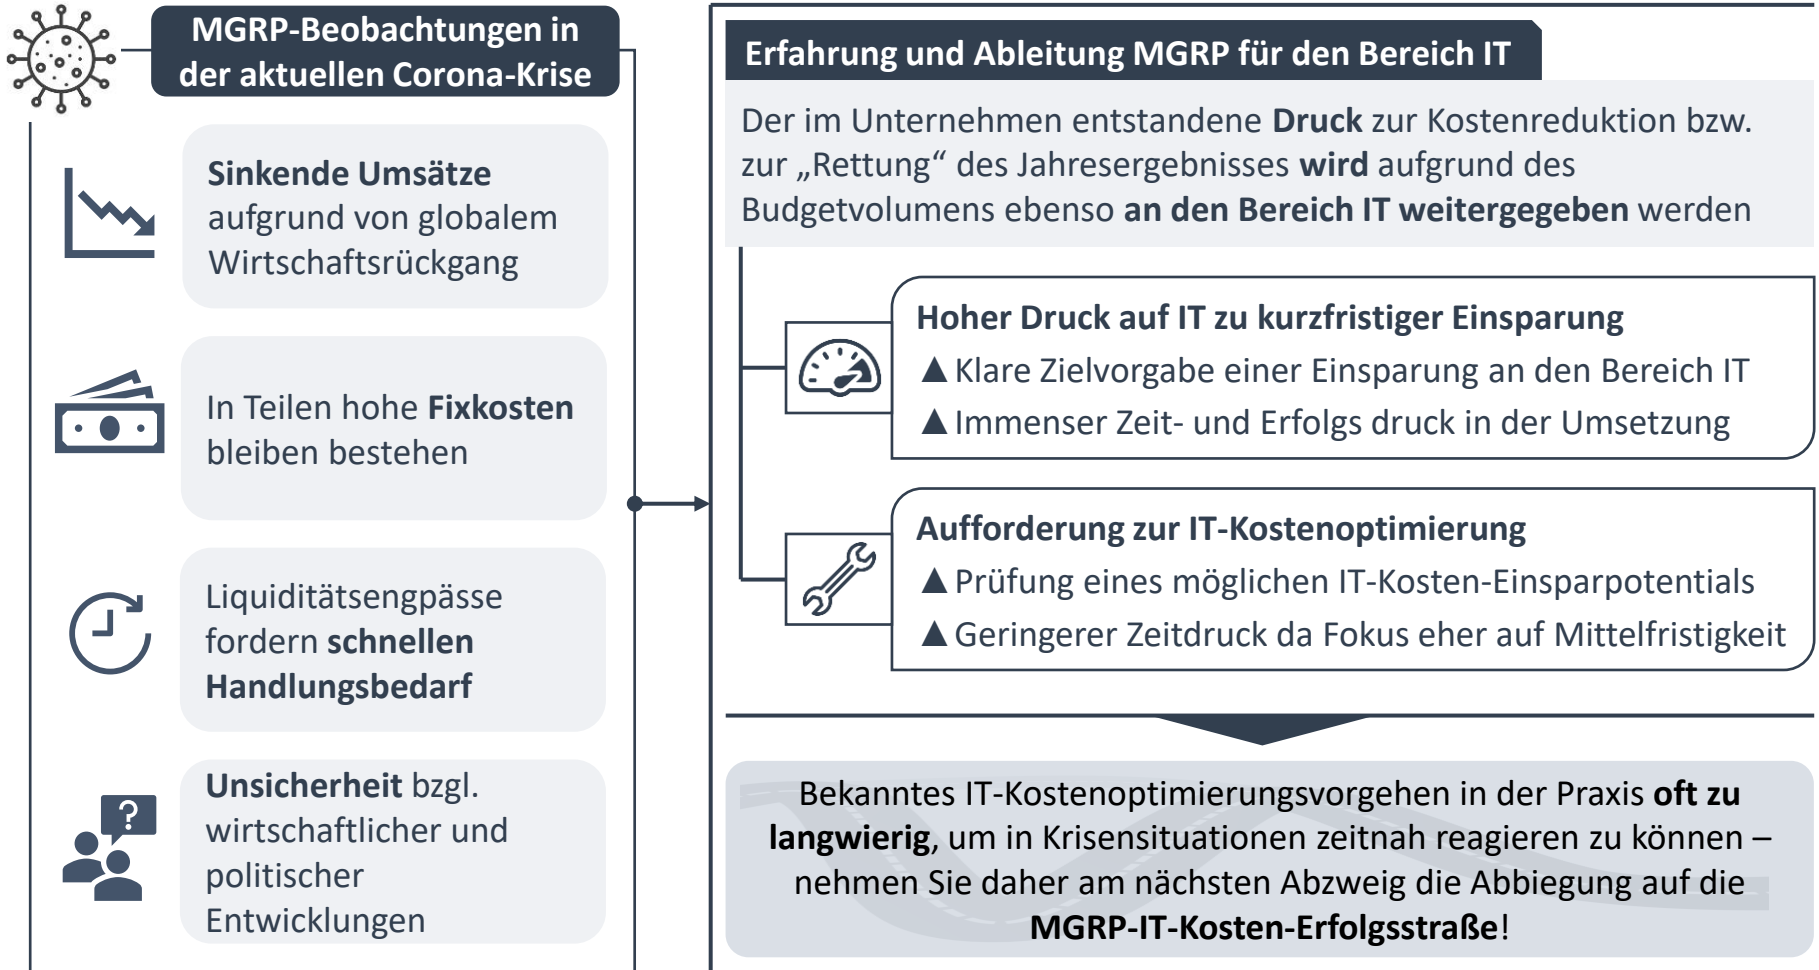 MGRP-Beobachtungen in
der aktuellen Corona-Krise
Sinkende Umsätze
aufgrund von globalem
Wirtschaftsrückgang
In Teilen hohe Fixkosten
bleiben bestehen
Liquiditätsengpässe
fordern schnellen
Handlungsbedarf
?
Unsicherheit bzgl.
wirtschaftlicher und
politischer
Entwicklungen
Erfahrung und Ableitung MGRP für den Bereich IT
Der im Unternehmen entstandene Druck zur Kostenreduktion bzw.
zur „Rettung“ des Jahresergebnisses wird aufgrund des
Budgetvolumens ebenso an den Bereich IT weitergegeben werden
Hoher Druck auf IT zu kurzfristiger Einsparung
▲ Klare Zielvorgabe einer Einsparung an den Bereich IT
▲ Immenser Zeit- und Erfolgs druck in der Umsetzung
Aufforderung zur IT-Kostenoptimierung
▲ Prüfung eines möglichen IT-Kosten-Einsparpotentials
▲ Geringerer Zeitdruck da Fokus eher auf Mittelfristigkeit
Bekanntes IT-Kostenoptimierungsvorgehen in der Praxis oft zu
langwierig, um in Krisensituationen zeitnah reagieren zu können –
nehmen Sie daher am nächsten Abzweig die Abbiegung auf die
MGRP-IT-Kosten-Erfolgsstraße!